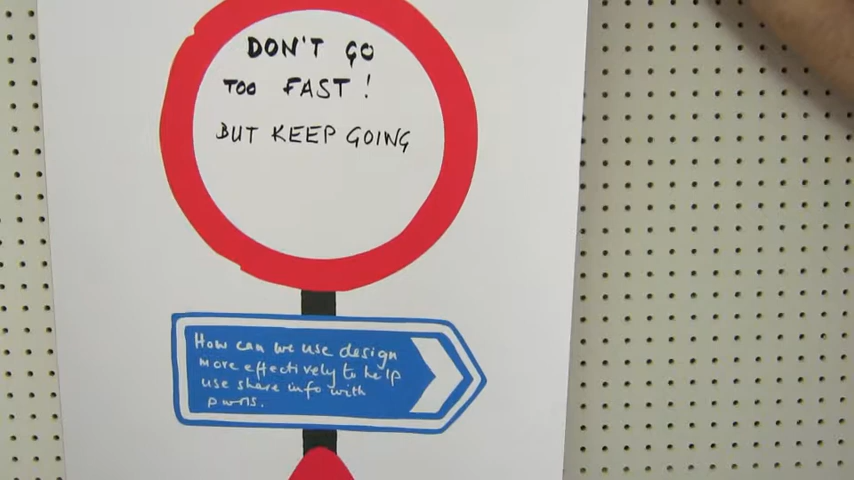 DON'T GO
TOO FAST!
BUT KEEP GOING
How can we use design
more effectively to help
use share info with